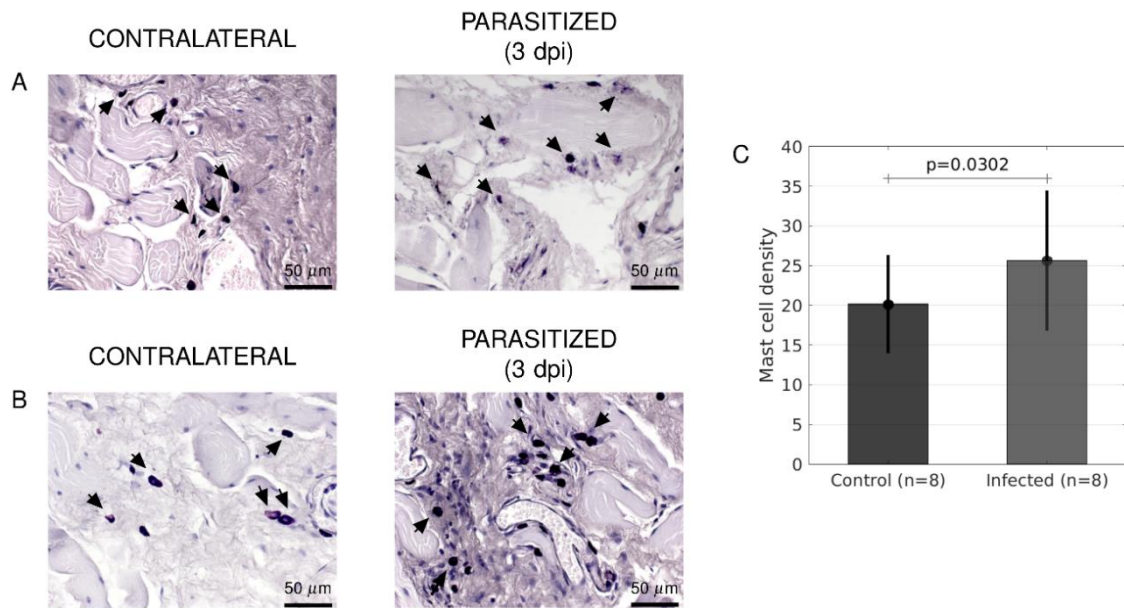 CONTRALATERAL
PARASITIZED
(3 dpi)
A
50 µm
50 µm
CONTRALATERAL
PARASITIZED
(3 dpi)
B
50 µm
50 µm
C
Mast cell density
40
35
30
25
20
15
10
5
0
p=0.0302
Control (n=8)
Infected (n=8)